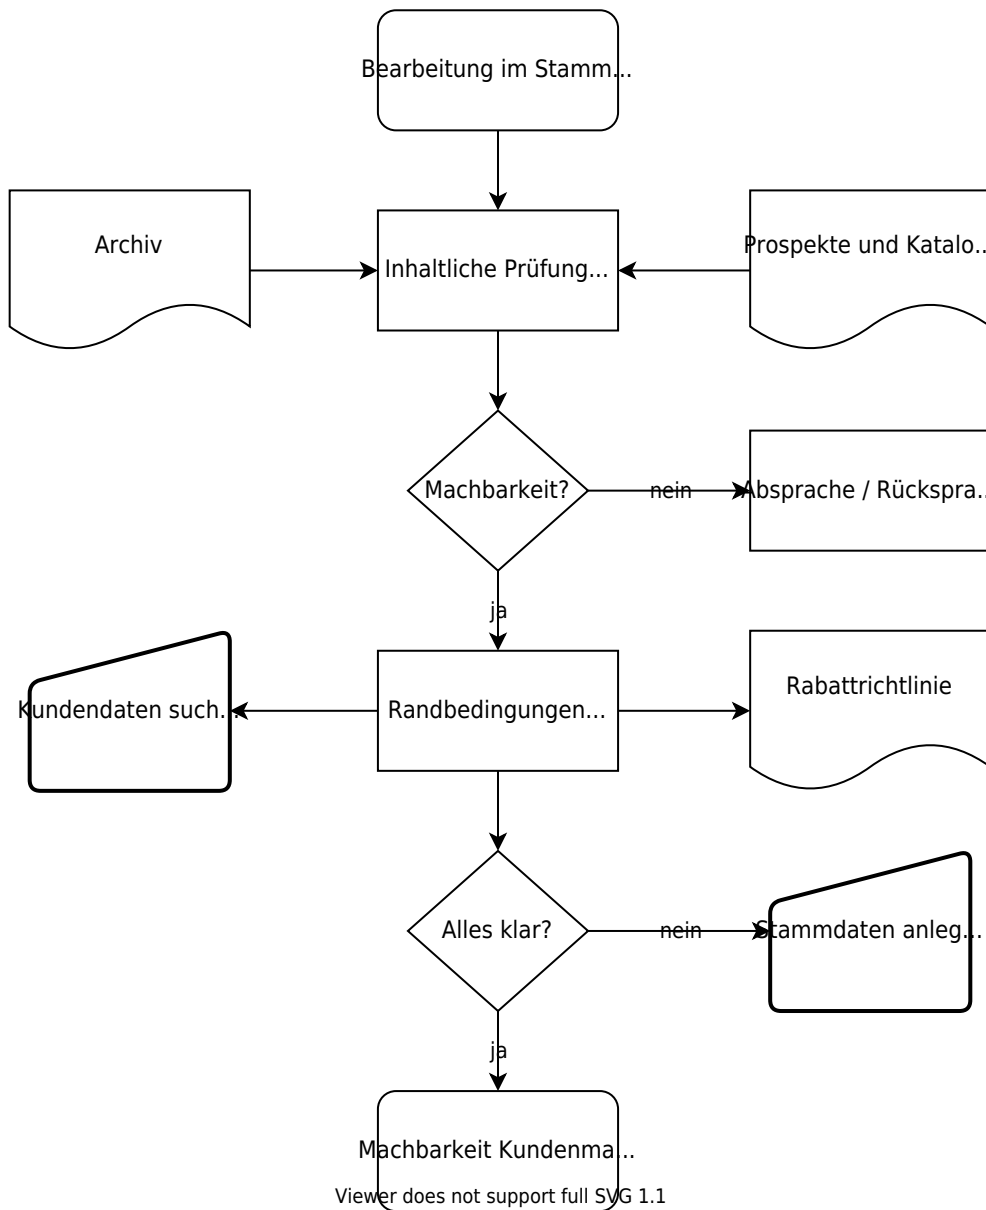 Bearbeitung im Stamm...
Archiv
Inhaltliche Prüfung...
Prospekte und Katalo...
Machbarkeit?
nein
Absprache / Rückspra...
ja
Kundendaten such...
Randbedingungen...
Rabattrichtlinie
Alles klar?
nein
Stammdaten anleg...
ja
Machbarkeit Kundenma...
Viewer does not support full SVG 1.1